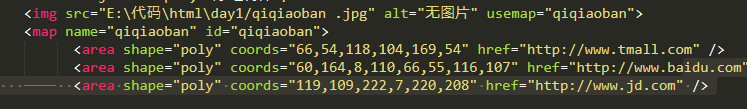 <img src="E:\代码\html\day1/qiqiaoban .jpg" alt="无图片" usemap="qiqiaoban">
<map name="qiqiaoban" id="qiqiaoban">
<area shape="poly" coords="66,54,118,104,169,54" href="http://www.tmall.com" />
<area shape="poly" coords="60,164,8,110,66,55,116,107" href="http://www.baidu.com"
<area shape="poly" coords="119,109,222,7,220,208" href="http://www.jd.com" />